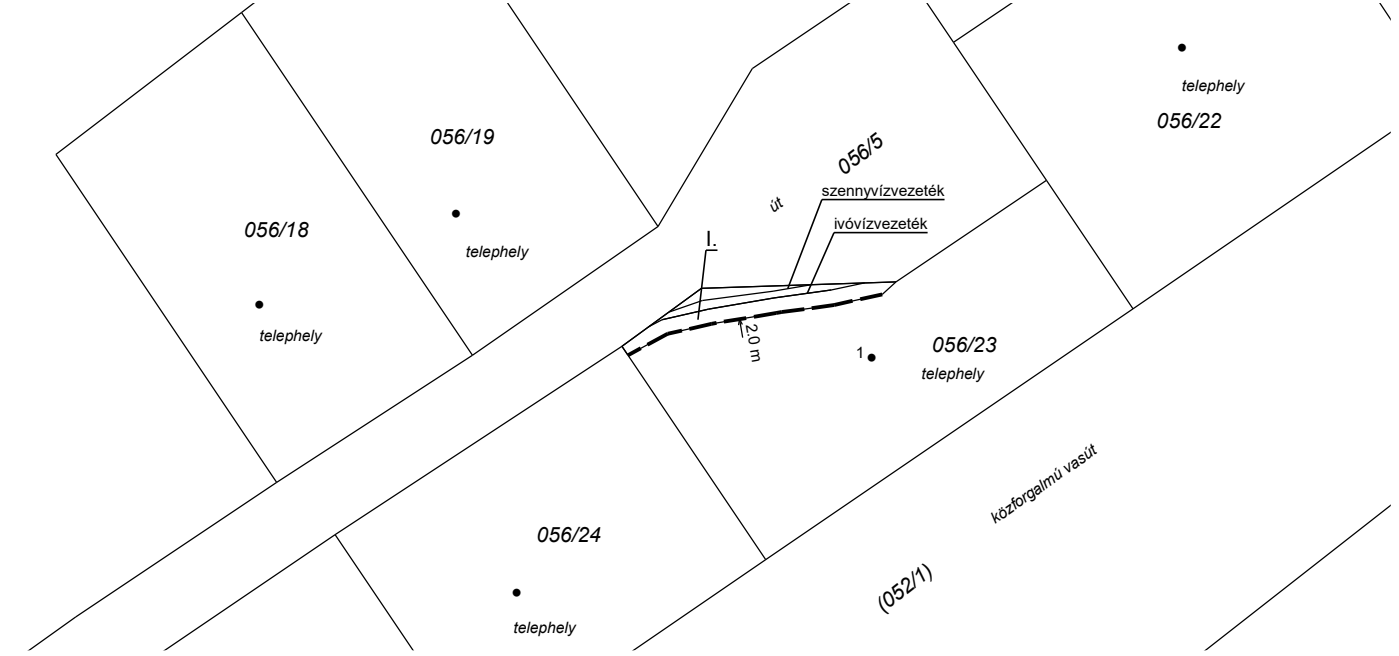 telephely
056/22
056/19
telephely
056/18
telephely
056/5
út
szennyvízvezeték
ivóvízvezeték
I.
2.0 m
1
056/23
telephely
közforgalmú vasút
(052/1)
056/24
telephely